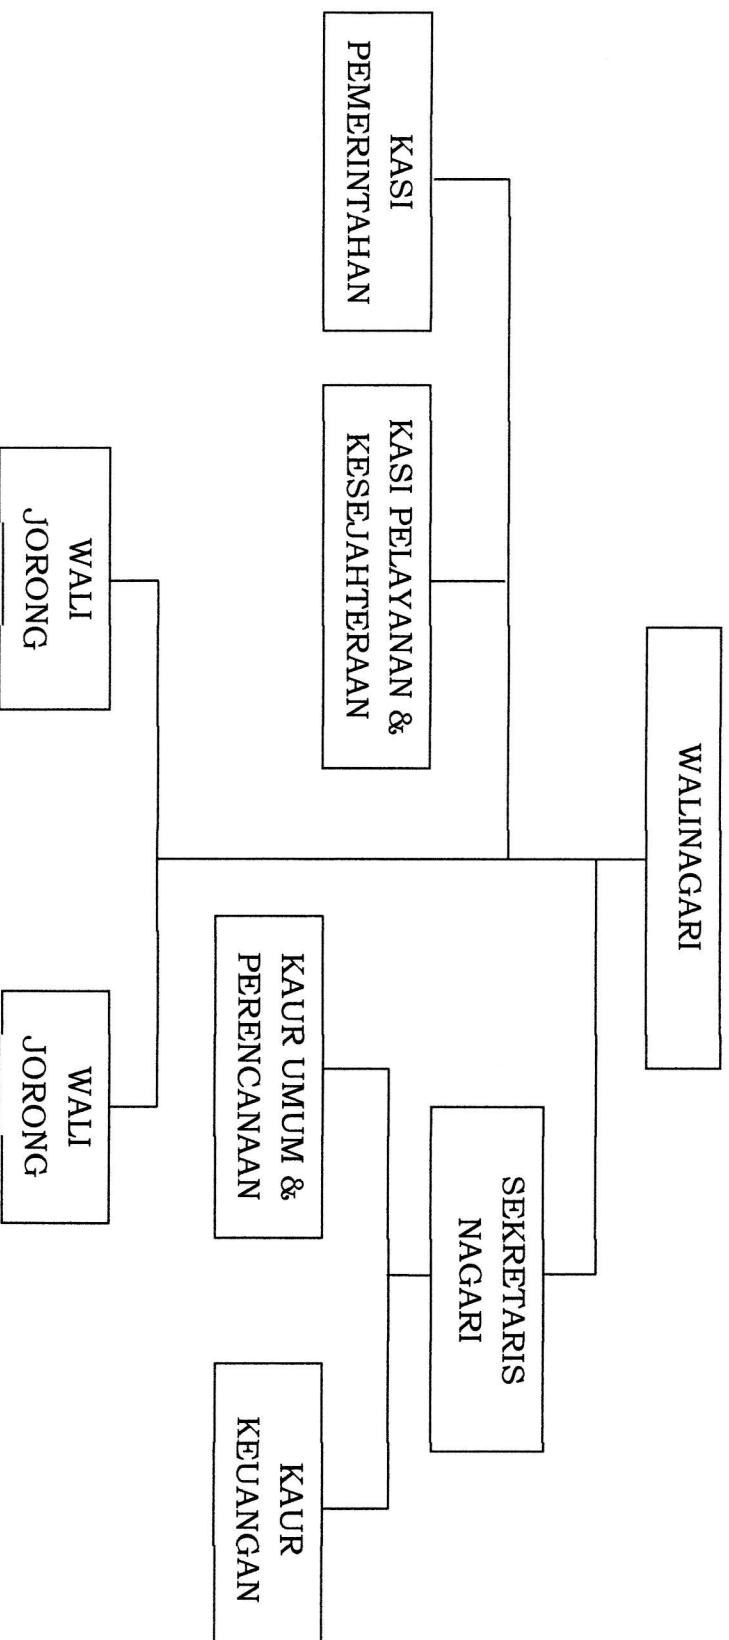 WALINAGARI
SEKRETARIS
NAGARI
KASI
PEMERINTAHAN
KASI PELAYANAN &
KESEJAHTERAAN
KAUR UMUM &
PERENCANAAN
KAUR
KEUANGAN
WALI
JORONG
WALI
JORONG